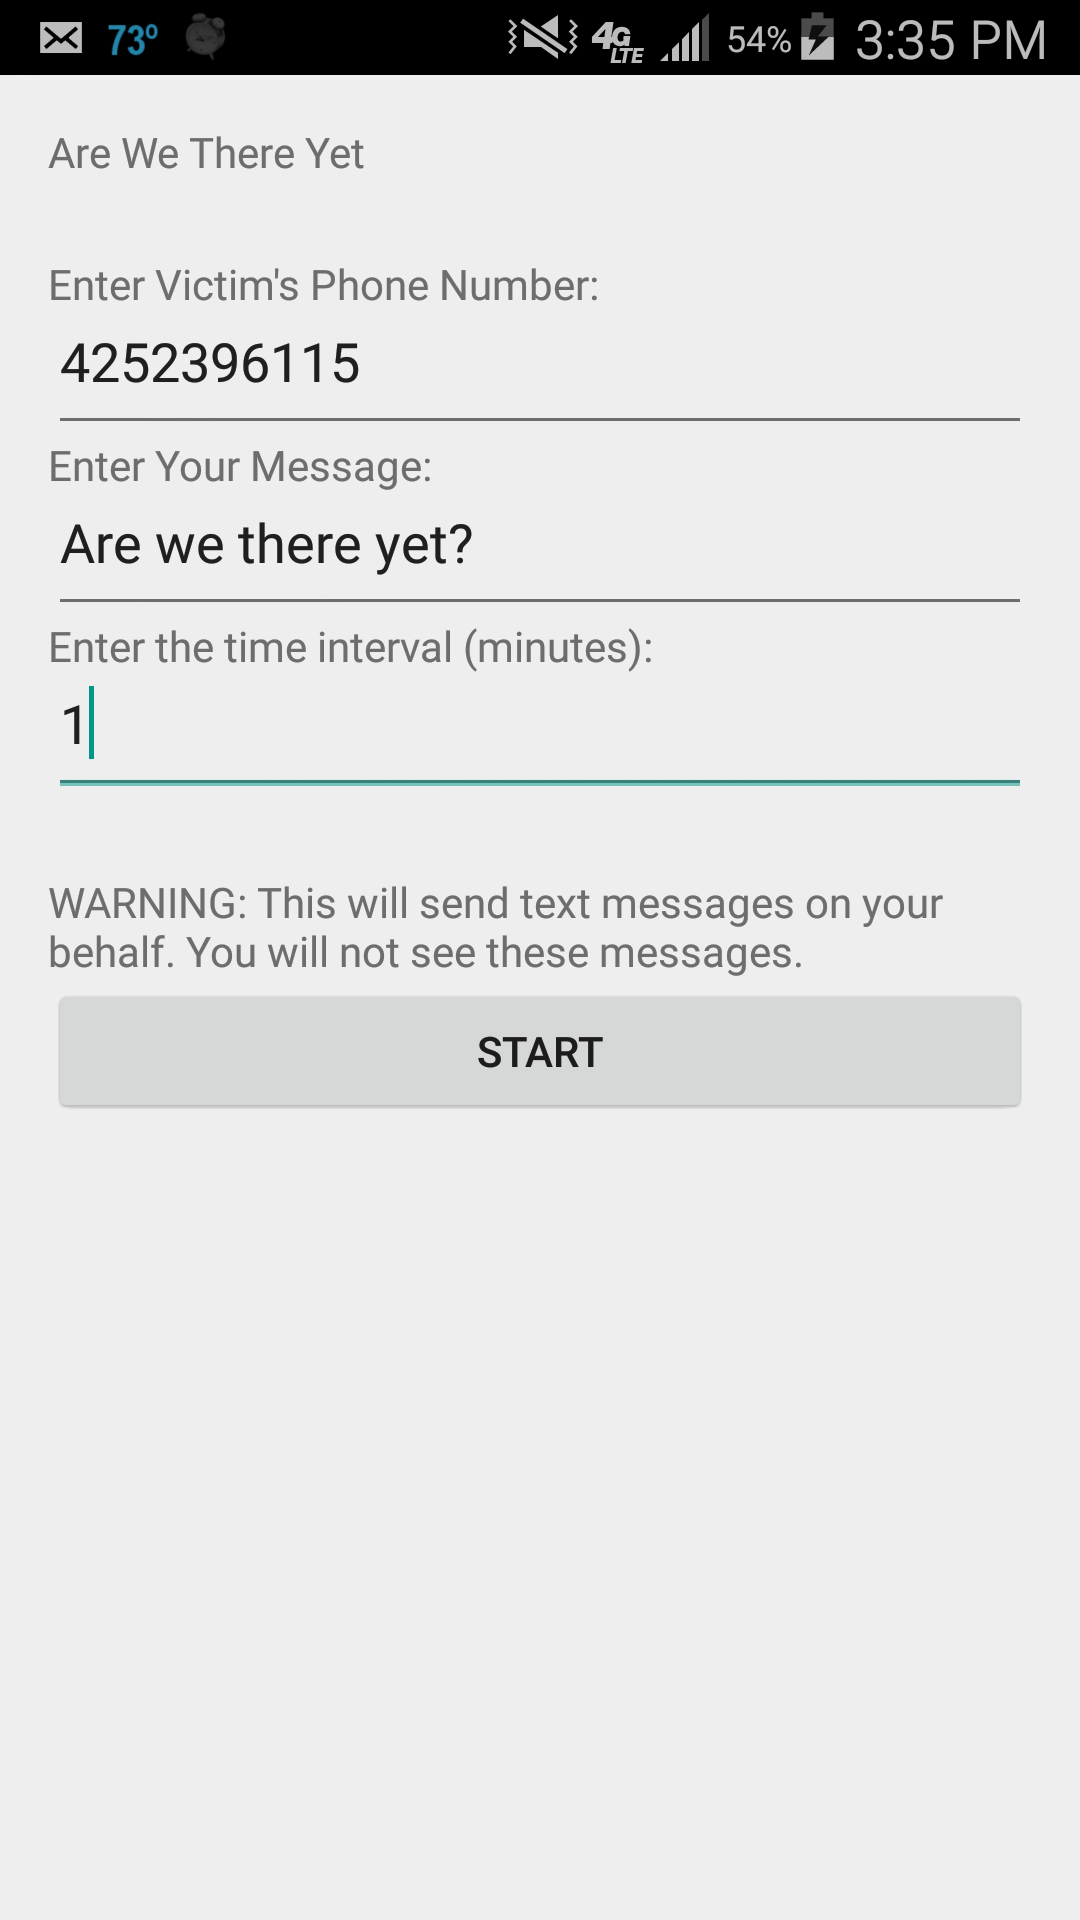 73° 4G LTE 54% 3:35 PM
Are We There Yet
Enter Victim's Phone Number:
4252396115
Enter Your Message:
Are we there yet?
Enter the time interval (minutes):
1
WARNING: This will send text messages on your
behalf. You will not see these messages.
START